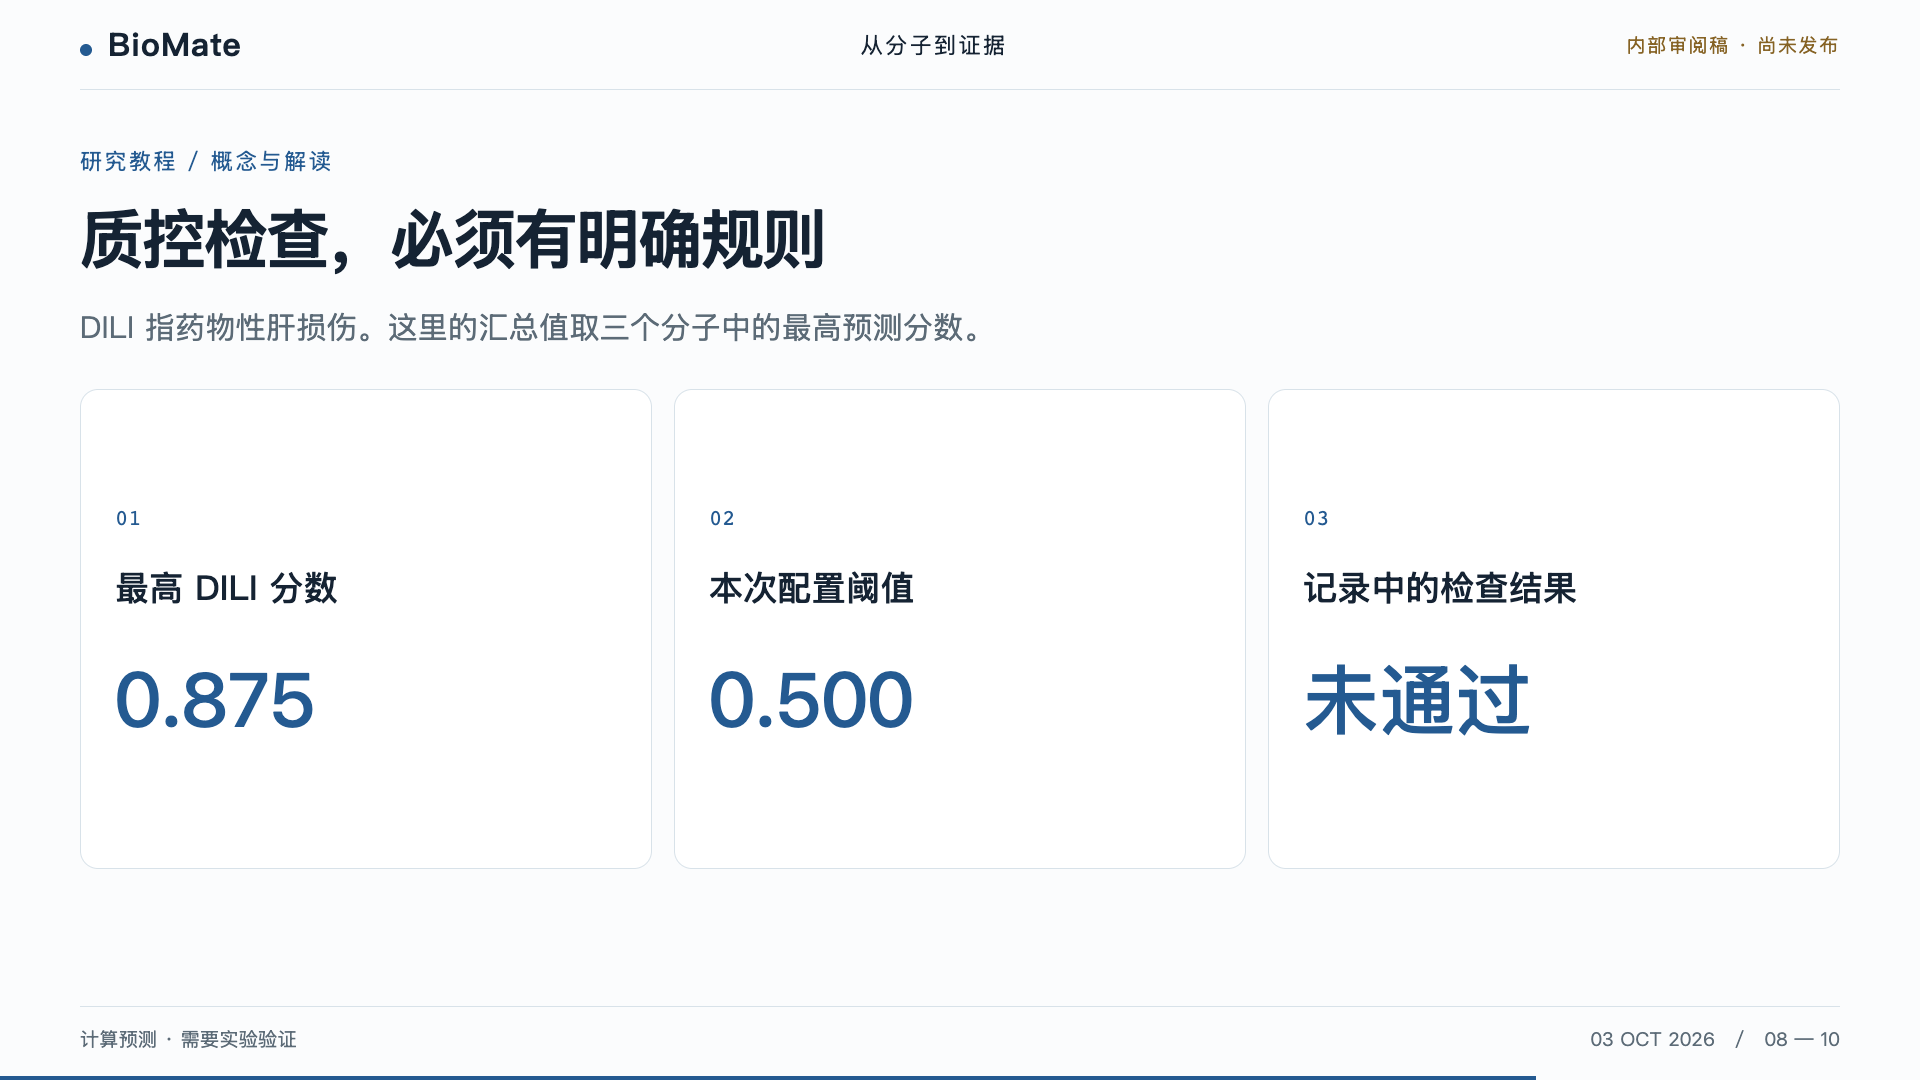 BioMate
从分子到证据
内部审阅稿 · 尚未发布
研究教程 / 概念与解读
质控检查，必须有明确规则
DILI 指药物性肝损伤。这里的汇总值取三个分子中的最高预测分数。
01
最高 DILI 分数
0.875
02
本次配置阈值
0.500
03
记录中的检查结果
未通过
计算预测 · 需要实验验证
03 OCT 2026 / 08 — 10